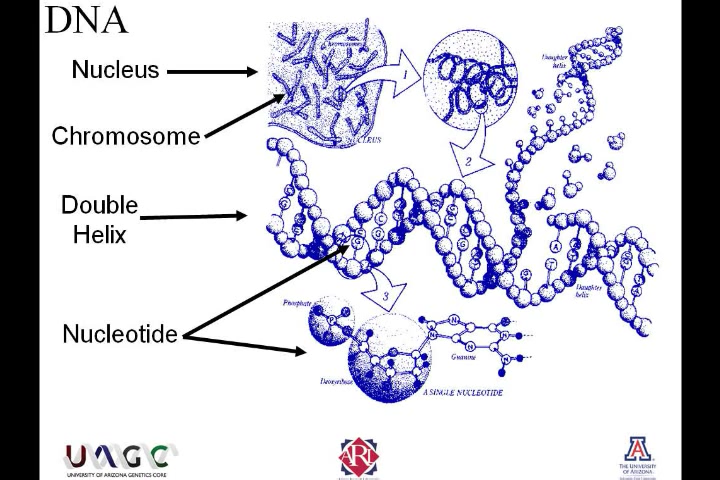 DNA
Nucleus
Chromosome
Double
Helix
Nucleotide
1
2
3
Daughter
helix
Daughter
helix
Phosphate
Deoxyribose
Guanine
A SINGLE NUCLEOTIDE
UAGC
UNIVERSITY OF ARIZONA GENETICS CORE
ARL
A
THE UNIVERSITY
OF ARIZONA